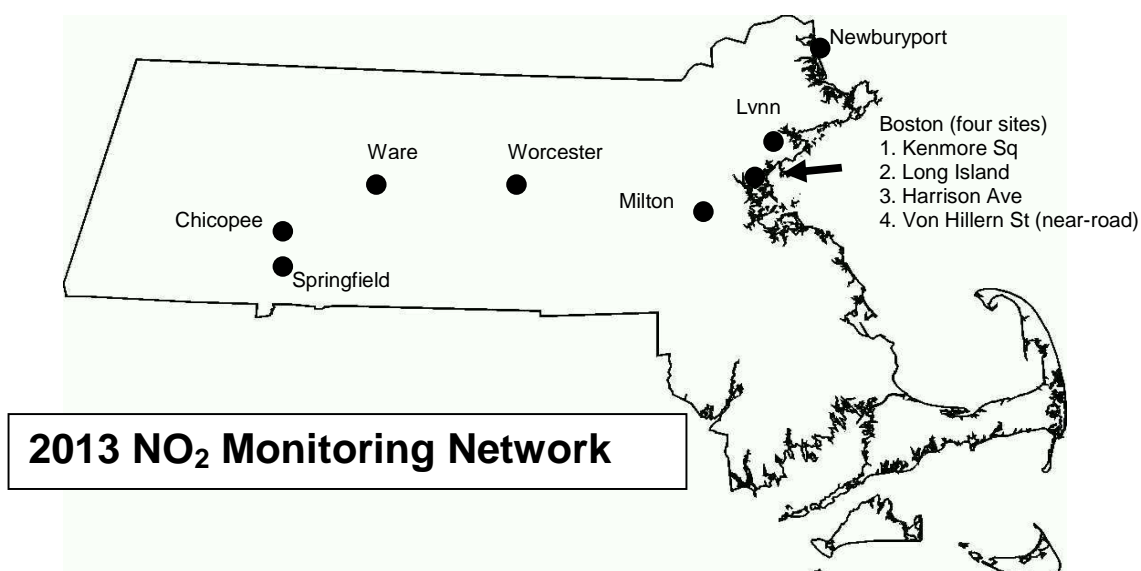 Newburyport
Lvnn
Boston (four sites)
1. Kenmore Sq
2. Long Island
3. Harrison Ave
4. Von Hillern St (near-road)
Ware
Worcester
Milton
Chicopee
Springfield
2013 NO₂ Monitoring Network